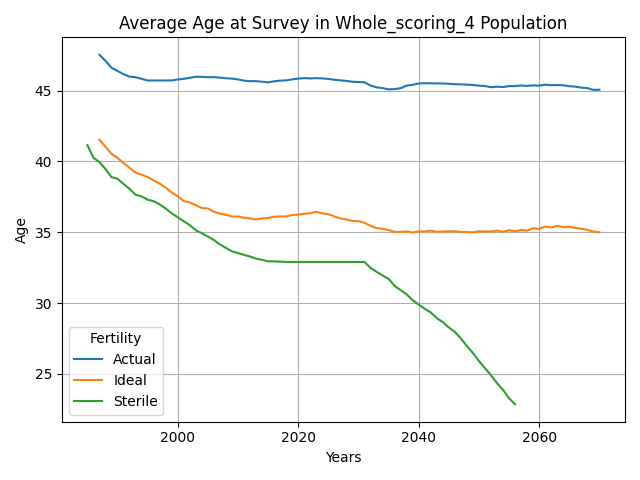 Average Age at Survey in Whole_scoring_4 Population
Age
45
40
35
30
25
Fertility
Actual
Ideal
Sterile
2000
2020
2040
2060
Years